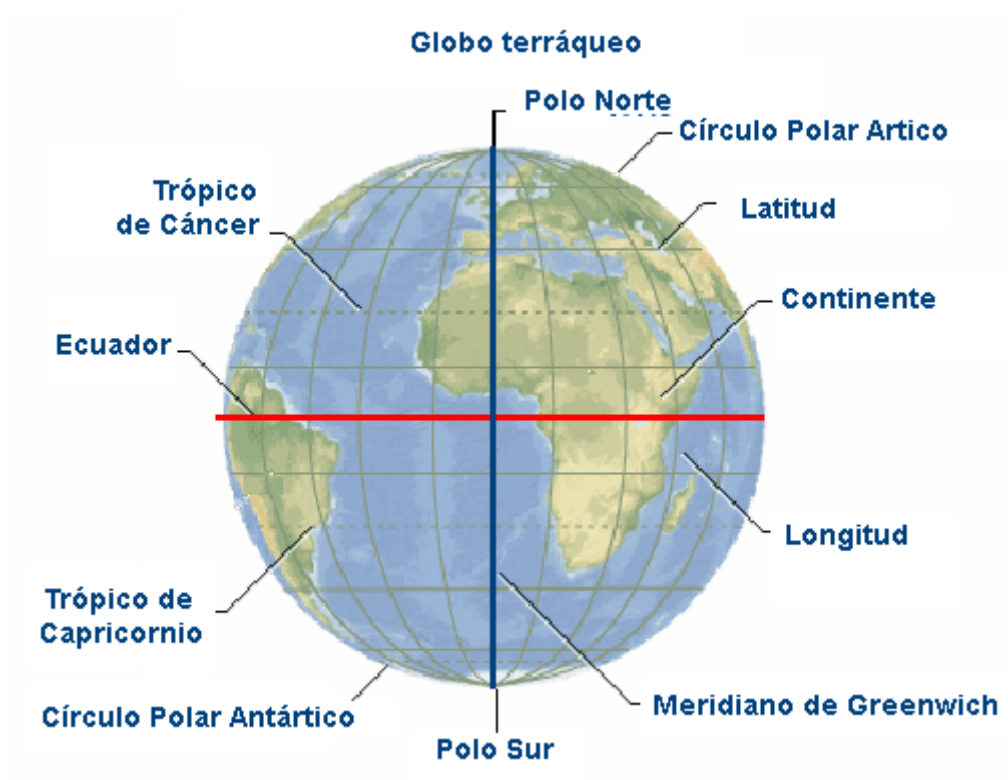 Globo terráqueo
Polo Norte
Círculo Polar Artico
Trópico
de Cáncer
Latitud
Continente
Ecuador
Longitud
Trópico de
Capricornio
Meridiano de Greenwich
Círculo Polar Antártico
Polo Sur